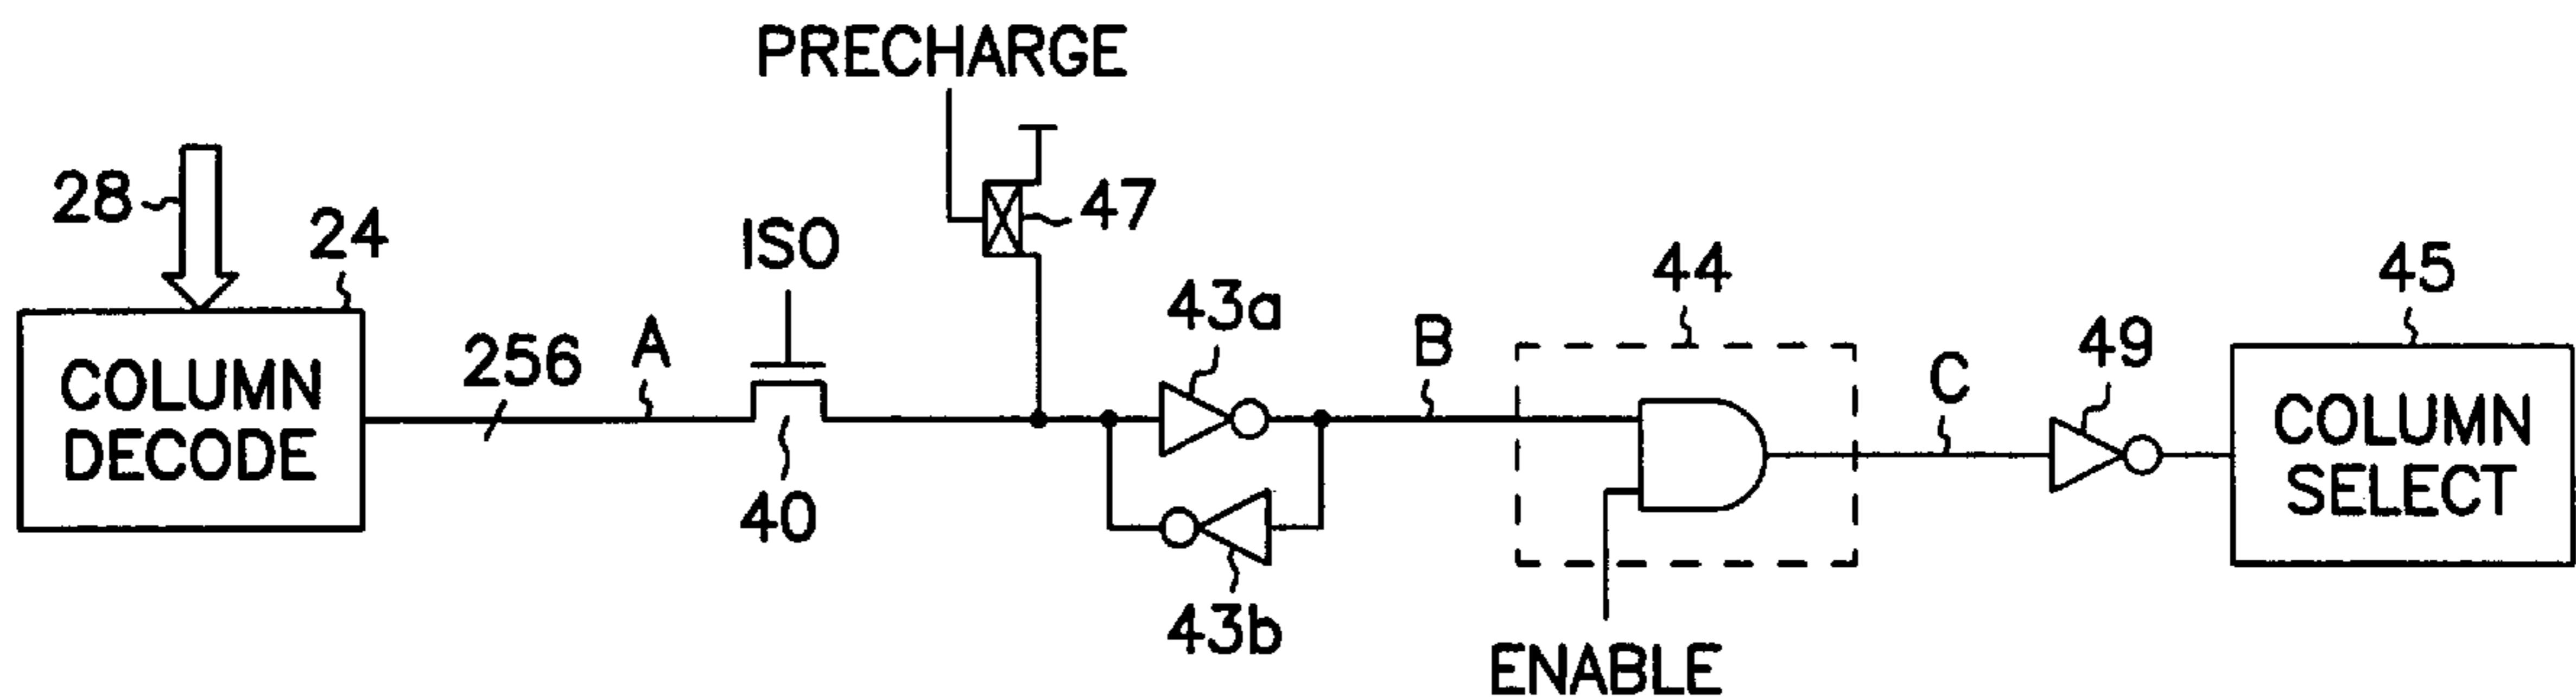 PRECHARGE
28
24
ISO
47
43a
44
45
COLUMN
DECODE
256
A
B
C
49
COLUMN
SELECT
40
43b
ENABLE